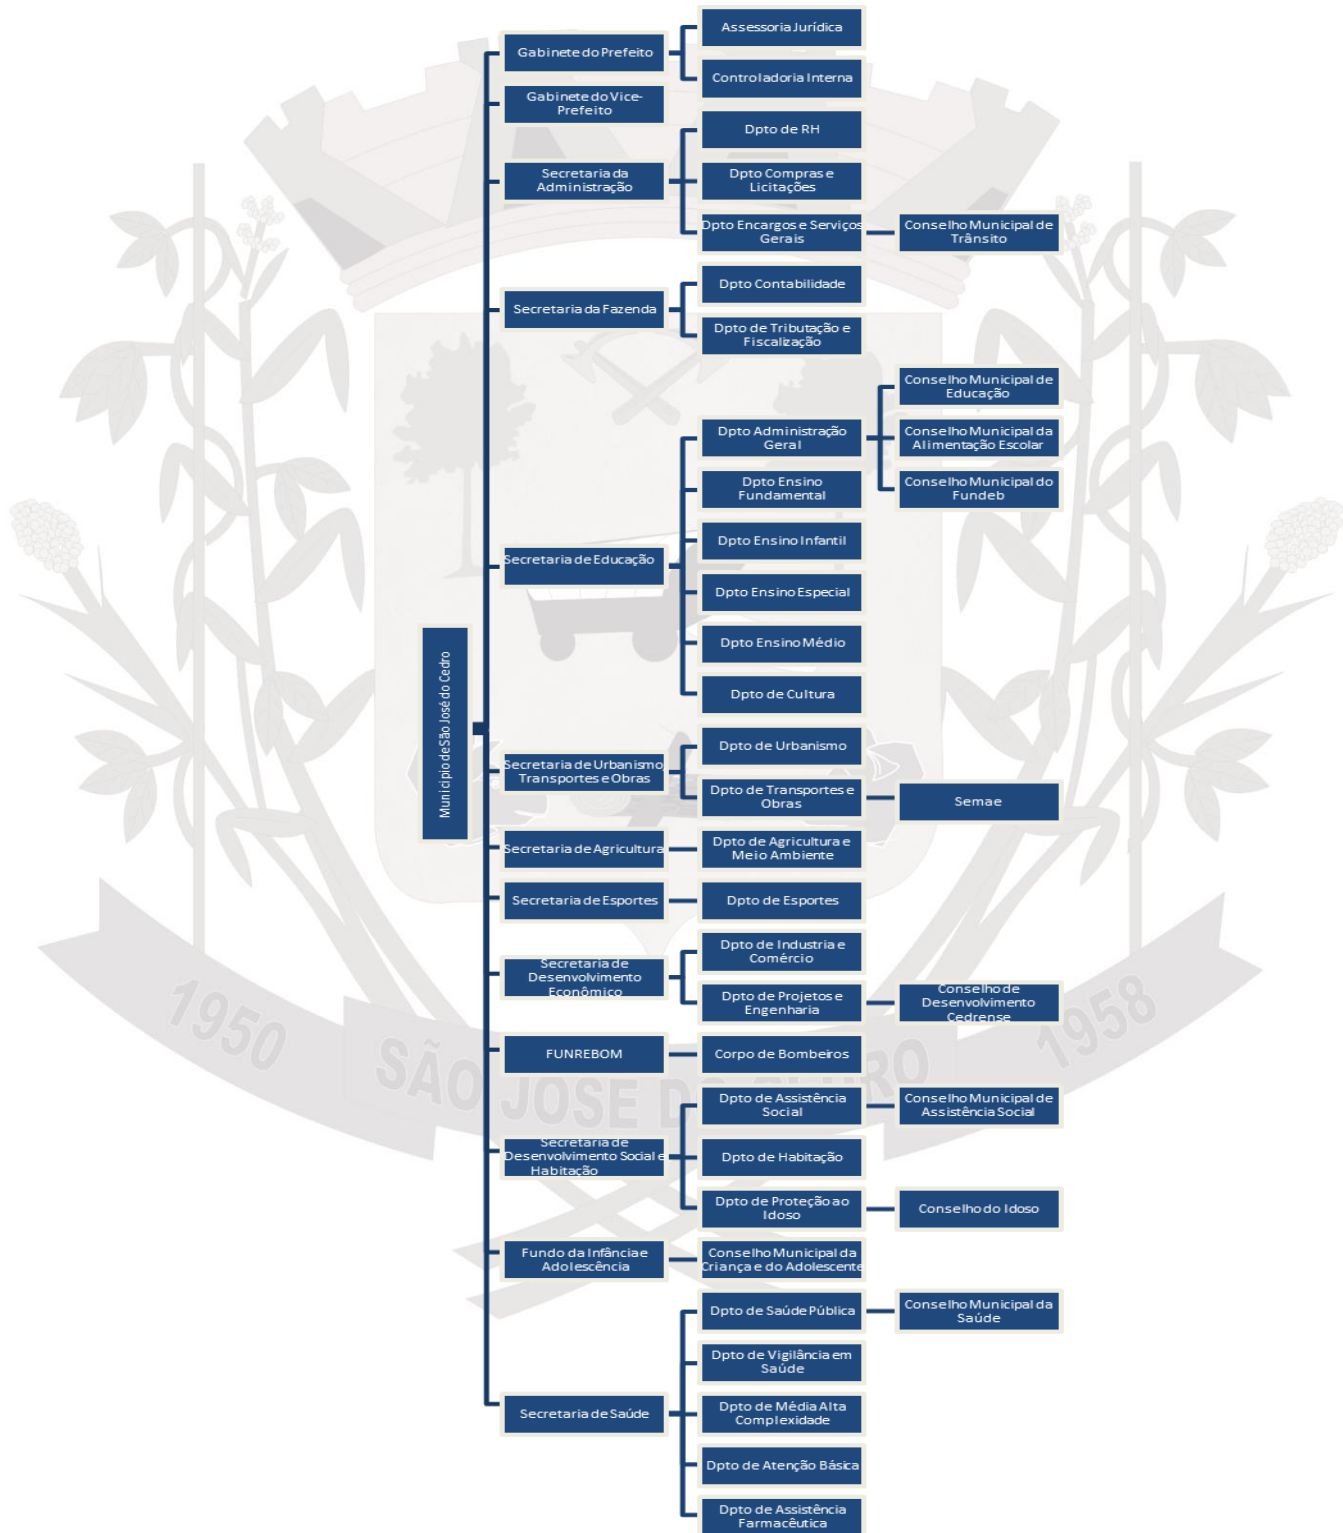 Município de São José do Cedro
Gabinete do Prefeito
Assessoria Jurídica
Controladoria Interna
Gabinete do Vice-
Prefeito
Secretaria da
Administração
Dpto de RH
Dpto Compras e
Licitações
Dpto Encargos e Serviços
Gerais
Conselho Municipal de
Trânsito
Secretaria da Fazenda
Dpto Contabilidade
Dpto de Tributação e
Fiscalização
Secretaria de Educação
Dpto Administração
Geral
Conselho Municipal de
Educação
Conselho Municipal da
Alimentação Escolar
Conselho Municipal do
Fundeb
Dpto Ensino
Fundamental
Dpto Ensino Infantil
Dpto Ensino Especial
Dpto Ensino Médio
Dpto de Cultura
Secretaria de Urbanismo,
Transportes e Obras
Dpto de Urbanismo
Dpto de Transportes e
Obras
Semae
Secretaria de Agricultura
Dpto de Agricultura e
Meio Ambiente
Secretaria de Esportes
Dpto de Esportes
Secretaria de
Desenvolvimento
Econômico
Dpto de Industria e
Comércio
Dpto de Projetos e
Engenharia
Conselho de
Desenvolvimento
Cedrense
FUNREBOM
Corpo de Bombeiros
Secretaria de
Desenvolvimento Social e
Habitação
Dpto de Assistência
Social
Conselho Municipal de
Assistência Social
Dpto de Habitação
Dpto de Proteção ao
Idoso
Conselho do Idoso
Fundo da Infância e
Adolescência
Conselho Municipal da
Criança e do Adolescente
Secretaria de Saúde
Dpto de Saúde Pública
Conselho Municipal da
Saúde
Dpto de Vigilância em
Saúde
Dpto de Média Alta
Complexidade
Dpto de Atenção Básica
Dpto de Assistência
Farmacêutica
1950
SÃO JOSE
1958